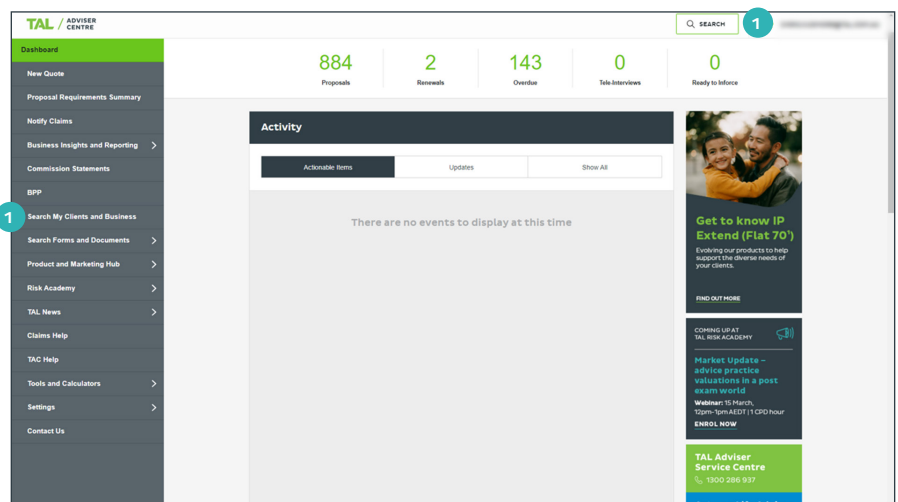 TAL / ADVISER
CENTRE
SEARCH
1
Dashboard
New Quote
Proposal Requirements Summary
Notify Claims
Business Insights and Reporting
Commission Statements
BPP
1
Search My Clients and Business
Search Forms and Documents
Product and Marketing Hub
Risk Academy
TAL News
Claims Help
TAC Help
Tools and Calculators
Settings
Contact Us
884
Proposals
2
Renewals
143
Overdue
0
Tele-Interviews
0
Ready to Inforce
Activity
Actionable Items
Updates
Show All
There are no events to display at this time
Get to know IP
Extend (Flat 70°)
Evolving our products to help
support the diverse needs of
your clients.
FIND OUT MORE
COMING UP AT
TAL RISK ACADEMY
Market Update –
advice practice
valuations in a post
exam world
Webinar: 15 March,
12pm-1pm AEDT | 1 CPD hour
ENROL NOW
TAL Adviser
Service Centre
1300 286 937